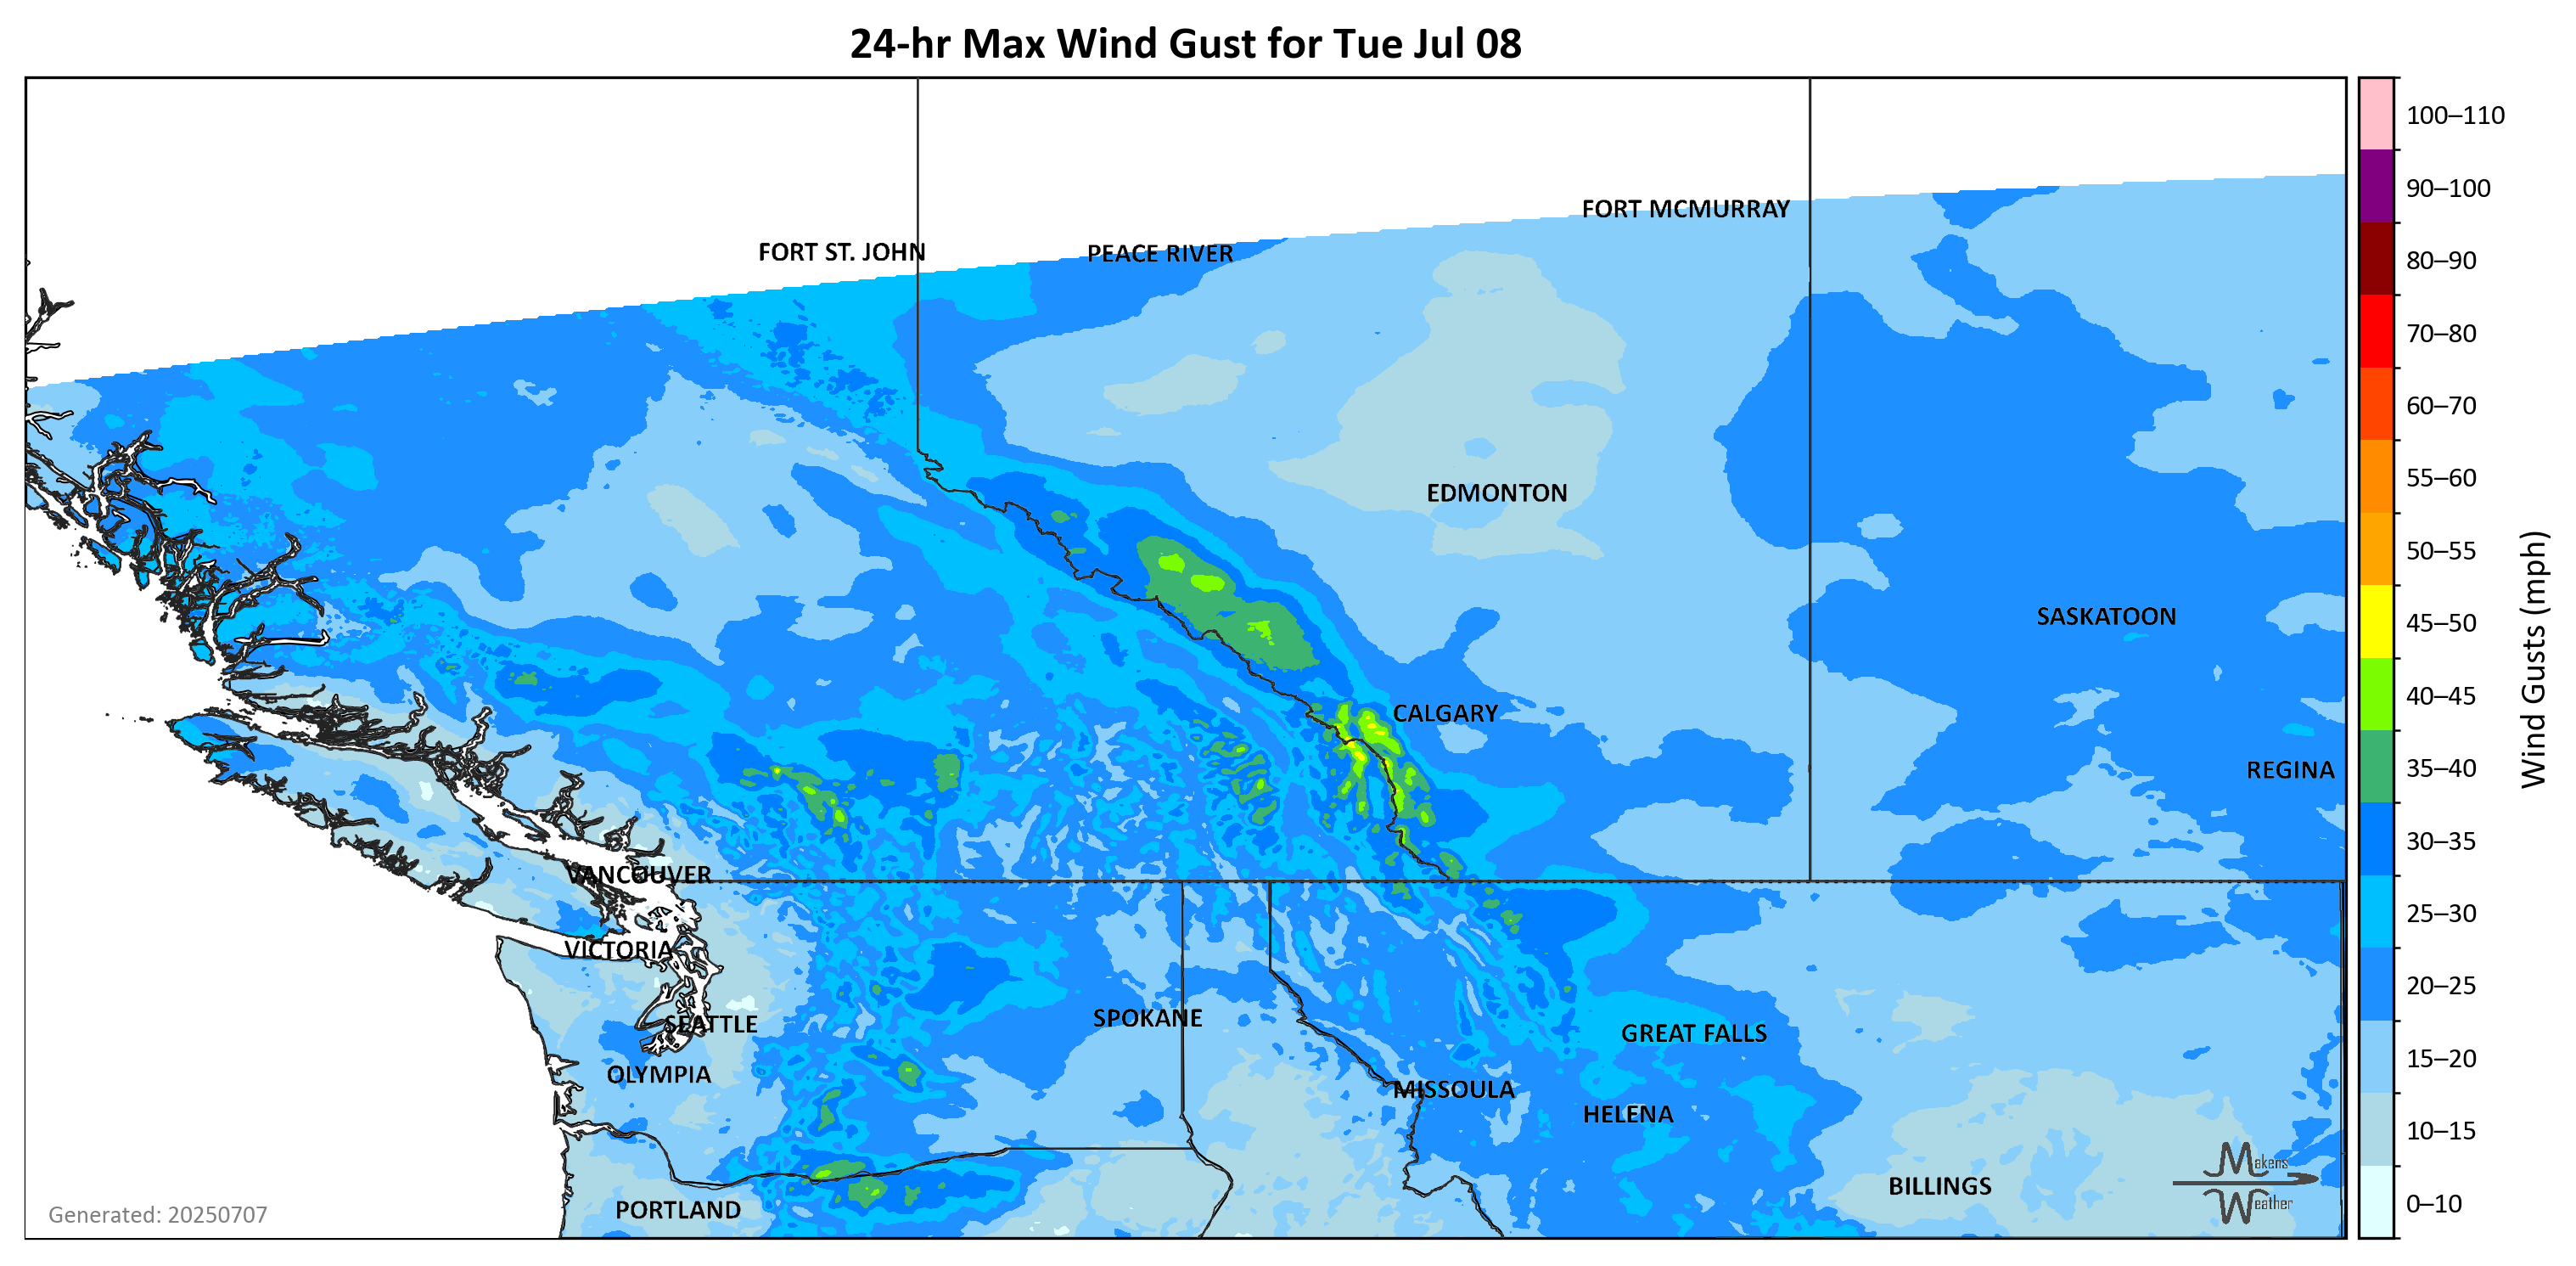 24-hr Max Wind Gust for Tue Jul 08
100–110
90–100
80–90
70–80
60–70
55–60
50–55
45–50
40–45
35–40
30–35
25–30
20–25
15–20
10–15
0–10
Wind Gusts (mph)
FORT MCMURRAY
FORT ST. JOHN
PEACE RIVER
EDMONTON
SASKATOON
CALGARY
REGINA
VANCOUVER
VICTORIA
SPOKANE
SEATTLE
GREAT FALLS
OLYMPIA
MISSOULA
HELENA
BILLINGS
PORTLAND
Makens
Weather
Generated: 20250707